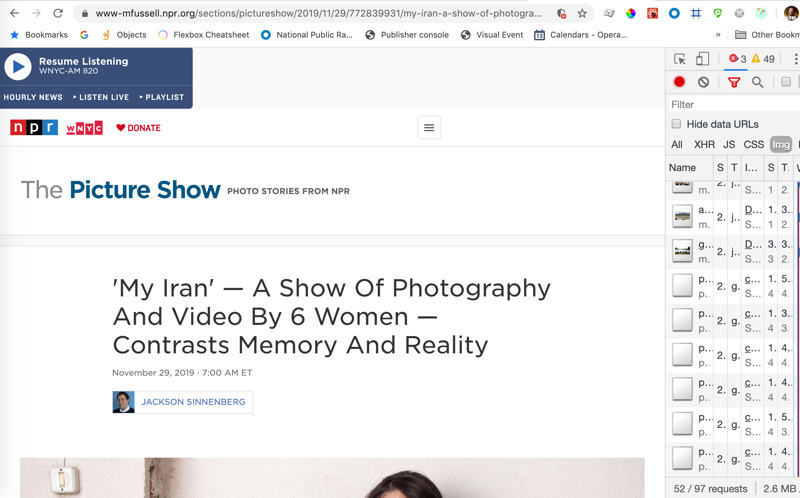 www-mfussell.npr.org/sections/pictureshow/2019/11/29/772839931/my-iran-a-show-of-photogra...
Bookmarks Objects Flexbox Cheatsheet National Public Ra... Publisher console Visual Event Calendars - Opera... » Other Book
Resume Listening
WNYC-AM 820
HOURLY NEWS LISTEN LIVE PLAYLIST
npr wnyc DONATE
The Picture Show PHOTO STORIES FROM NPR
'My Iran' — A Show Of Photography
And Video By 6 Women —
Contrasts Memory And Reality
November 29, 2019 · 7:00 AM ET
JACKSON SINNENBERG
3 49
Filter
Hide data URLs
All XHR JS CSS Img
Name S T I... S T.
m. S... 1 2.
a... 2. j.. D... 1. 3...
m. S... 1 2.
g... 2. j.. D... 3. 3...
m. S... 3 2.
p... 2. g. c... 1. 5...
p.. S... 4 4.
p... 2. g. c... 1. 3...
p.. S... 4 4.
p... 2. g. c... 1. 4...
p.. S... 4 4.
p... 2. g. c... 1. 4...
p.. S... 4 4.
p... 2. g. c... 1. 5...
p.. S... 4 3.
p... 2. g. c... 1. 4...
p.. S... 4 4.
52 / 97 requests 2.6 MB